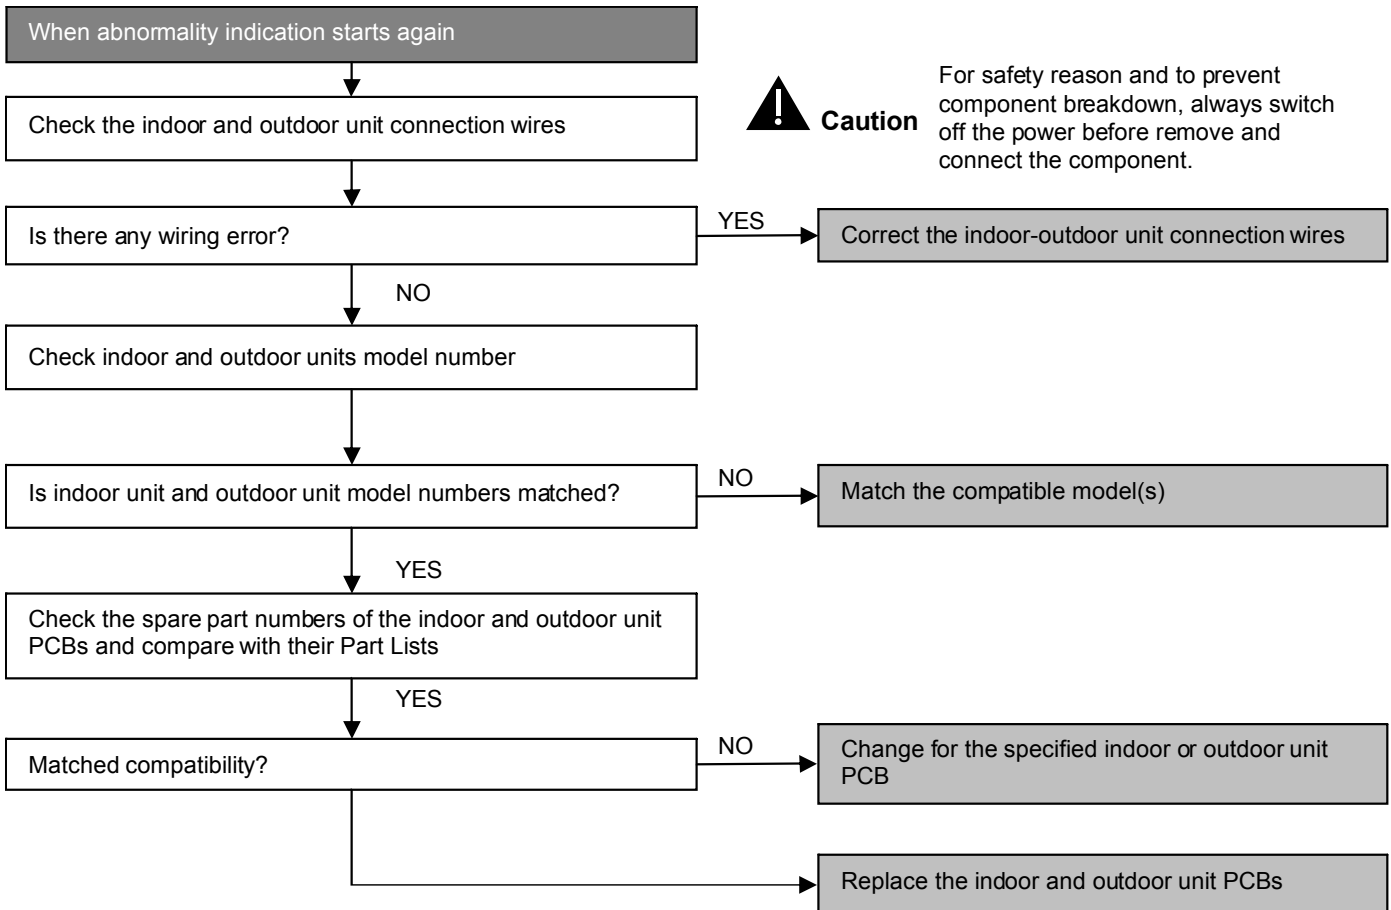 When abnormality indication starts again
Check the indoor and outdoor unit connection wires
Caution
For safety reason and to prevent
component breakdown, always switch
off the power before remove and
connect the component.
Is there any wiring error?
YES
Correct the indoor-outdoor unit connection wires
NO
Check indoor and outdoor units model number
Is indoor unit and outdoor unit model numbers matched?
NO
Match the compatible model(s)
YES
Check the spare part numbers of the indoor and outdoor unit
PCBs and compare with their Part Lists
YES
Matched compatibility?
NO
Change for the specified indoor or outdoor unit
PCB
Replace the indoor and outdoor unit PCBs